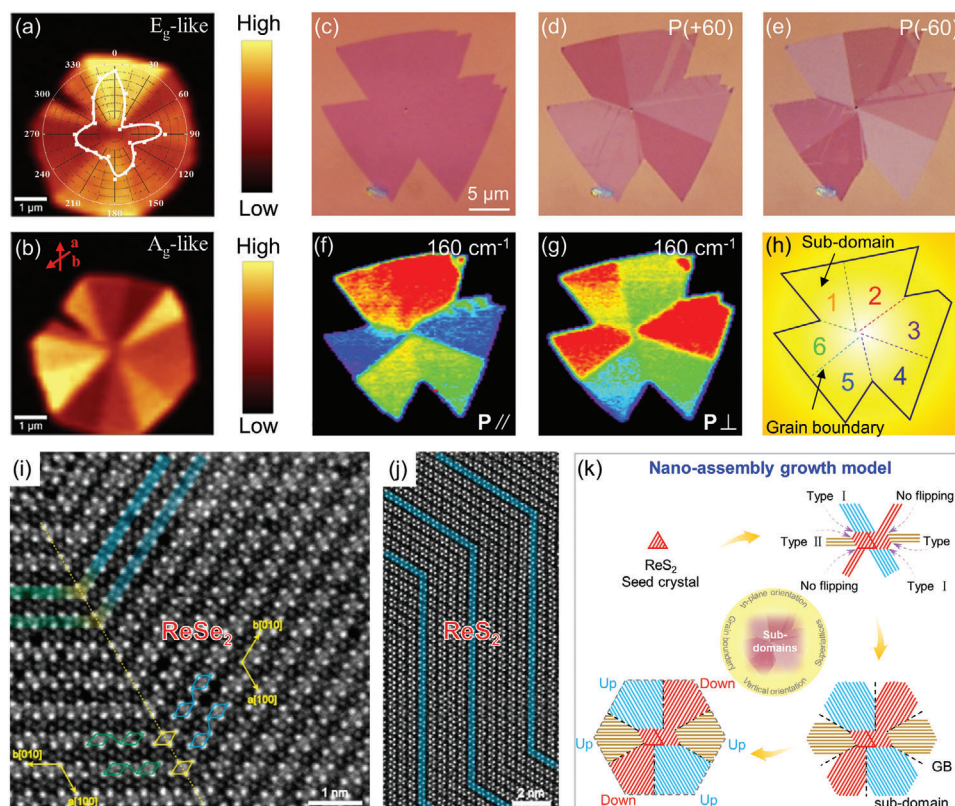 (a) E_g-like
0
330 30
300 60
270 90
240 120
210 150
180
1 μm
High
Low
(b) A_g-like
a
b
1 μm
High
Low
(c)
5 μm
(d) P(+60)
(e) P(-60)
(f) 160 cm⁻¹
P //
(g) 160 cm⁻¹
P ⊥
(h) Sub-domain
1 2
3
6
5 4
Grain boundary
(i)
ReSe₂
b[010]
a[100]
b[010]
a[100]
1 nm
(j)
ReS₂
2 nm
(k) Nano-assembly growth model
ReS₂
Seed crystal
Type Ⅰ No flipping
Type Ⅱ Type
No flipping Type Ⅰ
In-plane orientation
Grain boundary
Superlattices
Vertical orientation
Sub-
domains
Up Down
Up Up
Down Up
GB
sub-domain